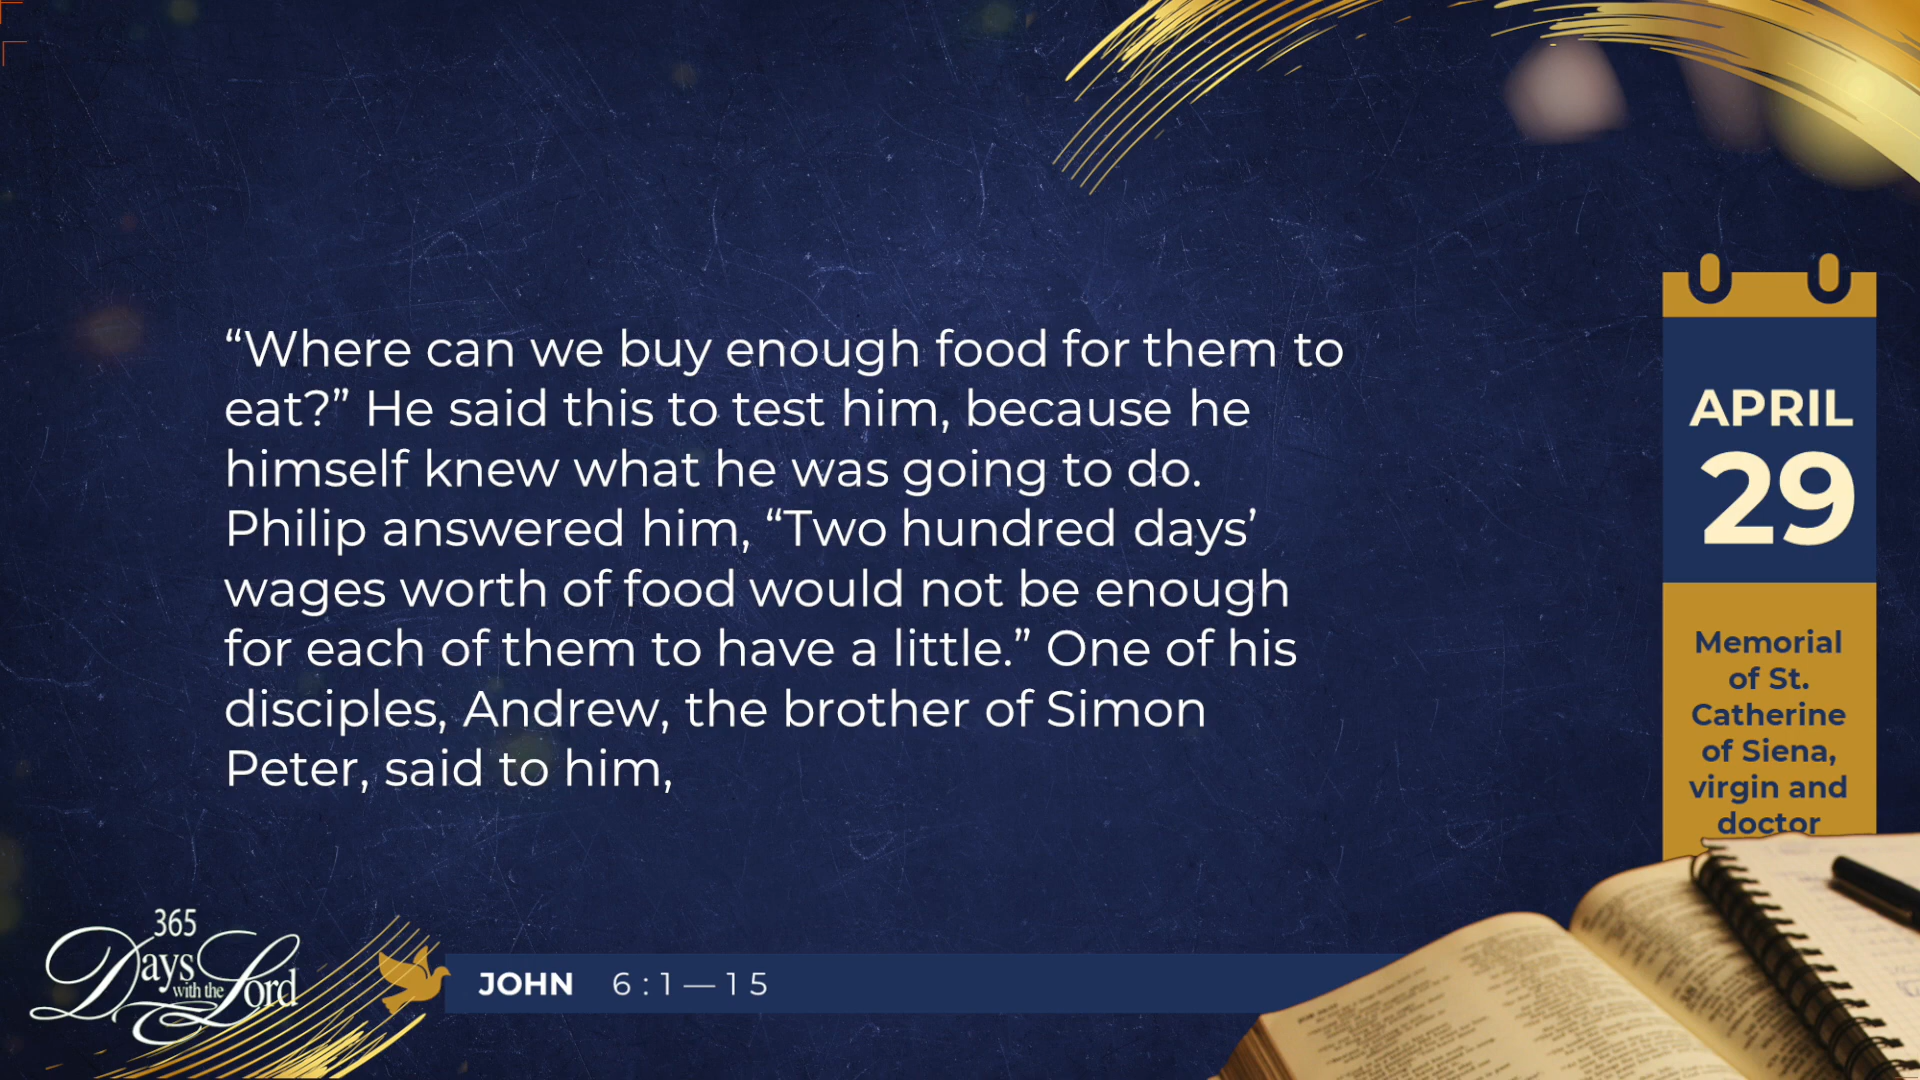 “Where can we buy enough food for them to
eat?” He said this to test him, because he
himself knew what he was going to do.
Philip answered him, “Two hundred days’
wages worth of food would not be enough
for each of them to have a little.” One of his
disciples, Andrew, the brother of Simon
Peter, said to him,
APRIL
29
Memorial
of St.
Catherine
of Siena,
virgin and
doctor
365
Days
with the
Lord
JOHN 6:1—15